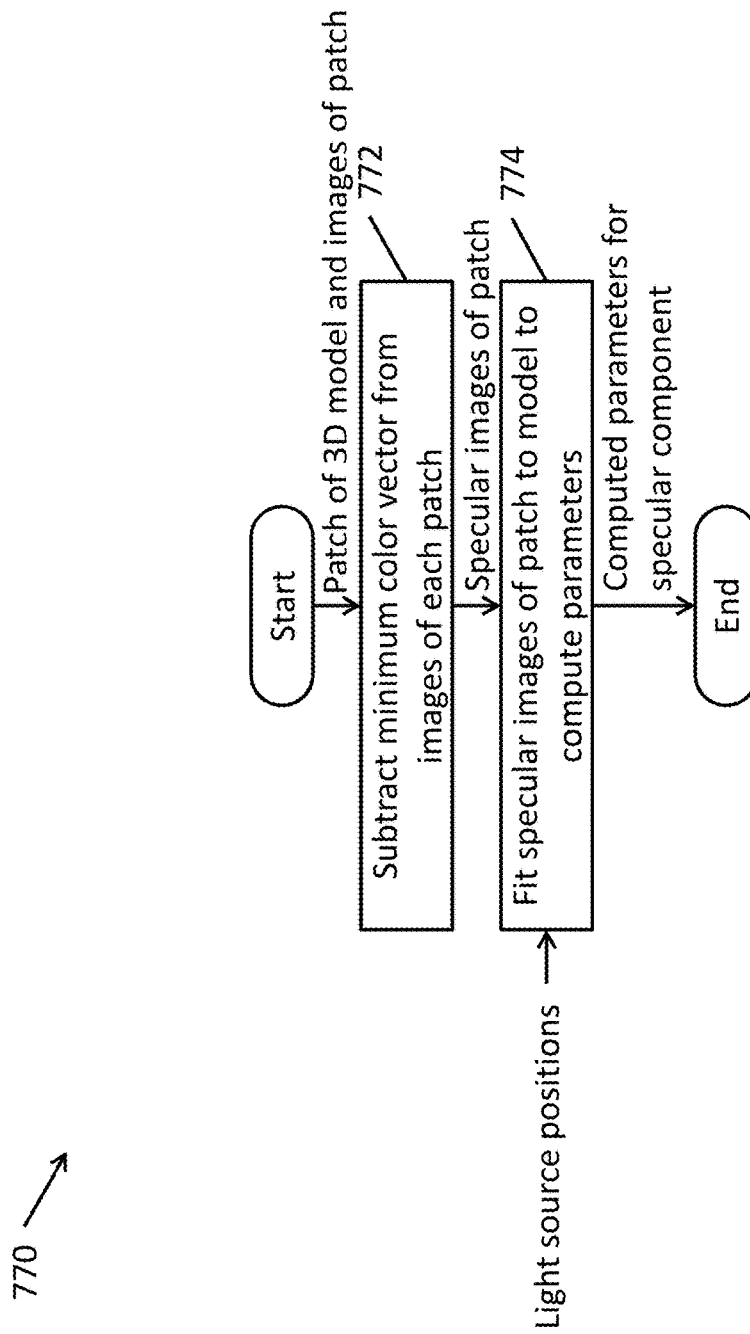 770
Start
Patch of 3D model and images of patch
772
Subtract minimum color vector from
images of each patch
Specular images of patch
774
Fit specular images of patch to model to
compute parameters
Light source positions
Computed parameters for
specular component
End